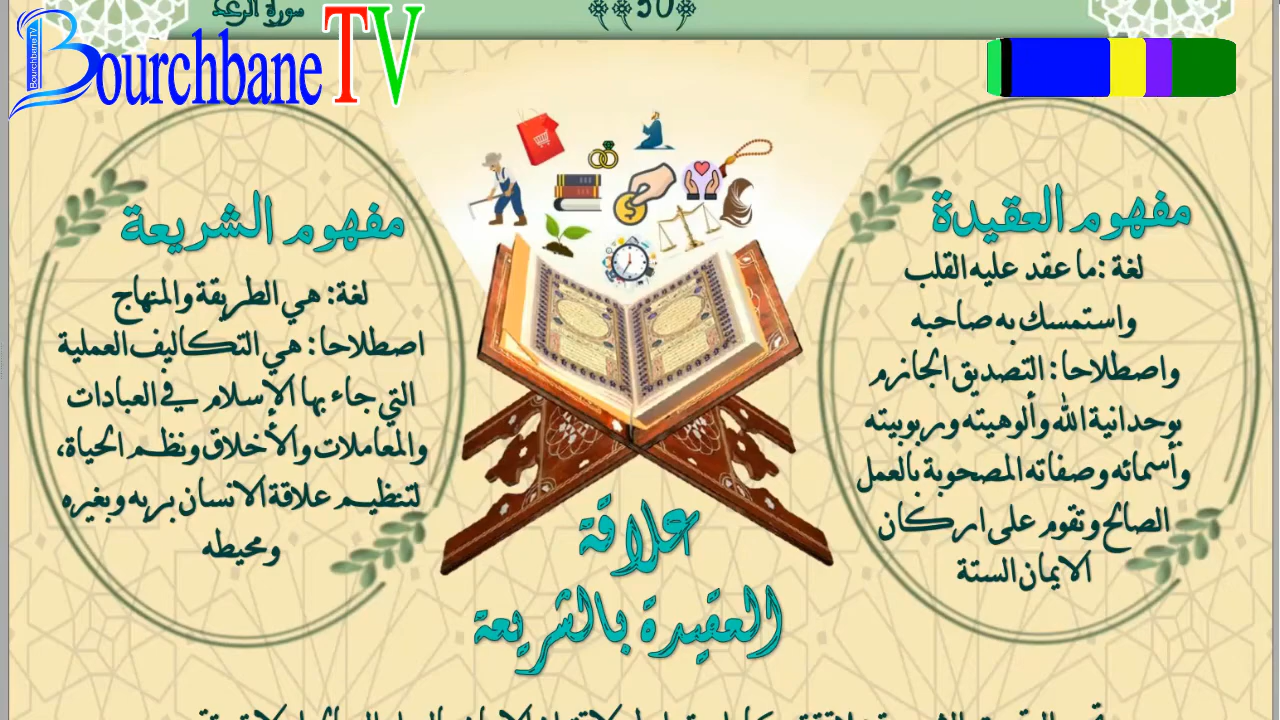 BourchbaneTV
سورة الرعد
50
مفهوم العقيدة
لغة :ما عقد عليه القلب
واستمسك به صاحبه
واصطلاحا: التصديق الجازم
بوحدانية الله وألوهيته وربوبيته
وأسمائه وصفاته المصحوبة بالعمل
الصالح وتقوم على اركان
الايمان الستة
مفهوم الشريعة
لغة: هي الطريقة والمنهاج
اصطلاحا: هي التكاليف العملية
التي جاء بها الإسلام في العبادات
والمعاملات والأخلاق ونظم الحياة،
لتنظيم علاقة الانسان بربه وبغيره
ومحيطه
علاقة
العقيدة بالشريعة